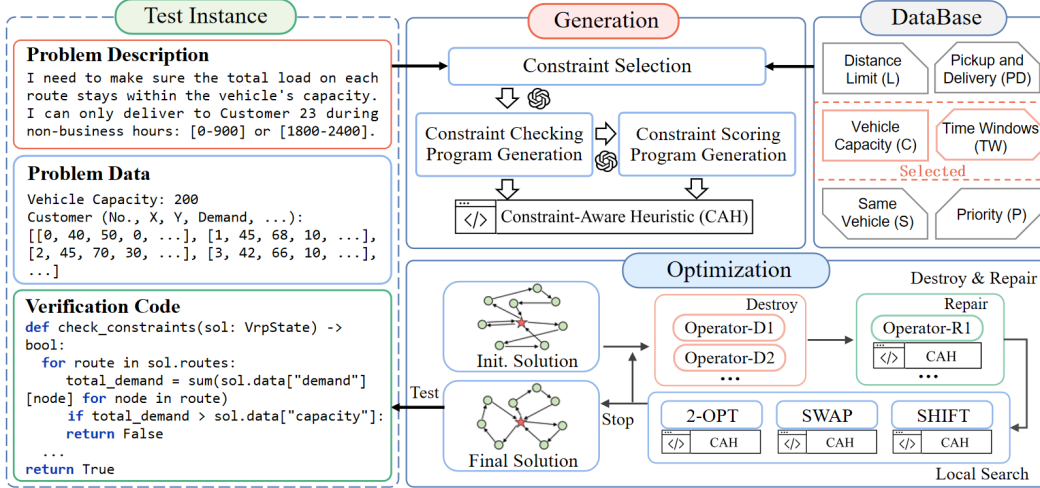 Test Instance
Problem Description
I need to make sure the total load on each
route stays within the vehicle's capacity.
I can only deliver to Customer 23 during
non-business hours: [0-900] or [1800-2400].
Problem Data
Vehicle Capacity: 200
Customer (No., X, Y, Demand, ...):
[[0, 40, 50, 0, ...], [1, 45, 68, 10, ...],
[2, 45, 70, 30, ...], [3, 42, 66, 10, ...],
...]
Verification Code
def check_constraints(sol: VrpState) ->
bool:
for route in sol.routes:
total_demand = sum(sol.data["demand"]
[node] for node in route)
if total_demand > sol.data["capacity"]:
return False
...
return True
Generation
Constraint Selection
Constraint Checking
Program Generation
Constraint Scoring
Program Generation
</> Constraint-Aware Heuristic (CAH)
DataBase
Distance
Limit (L)
Pickup and
Delivery (PD)
Vehicle
Capacity (C)
Time Windows
(TW)
Selected
Same
Vehicle (S)
Priority (P)
Optimization
Destroy & Repair
Init. Solution
Destroy
Operator-D1
Operator-D2
...
Repair
Operator-R1
</> CAH
...
Test
Stop
Final Solution
2-OPT
</> CAH
SWAP
</> CAH
SHIFT
</> CAH
Local Search